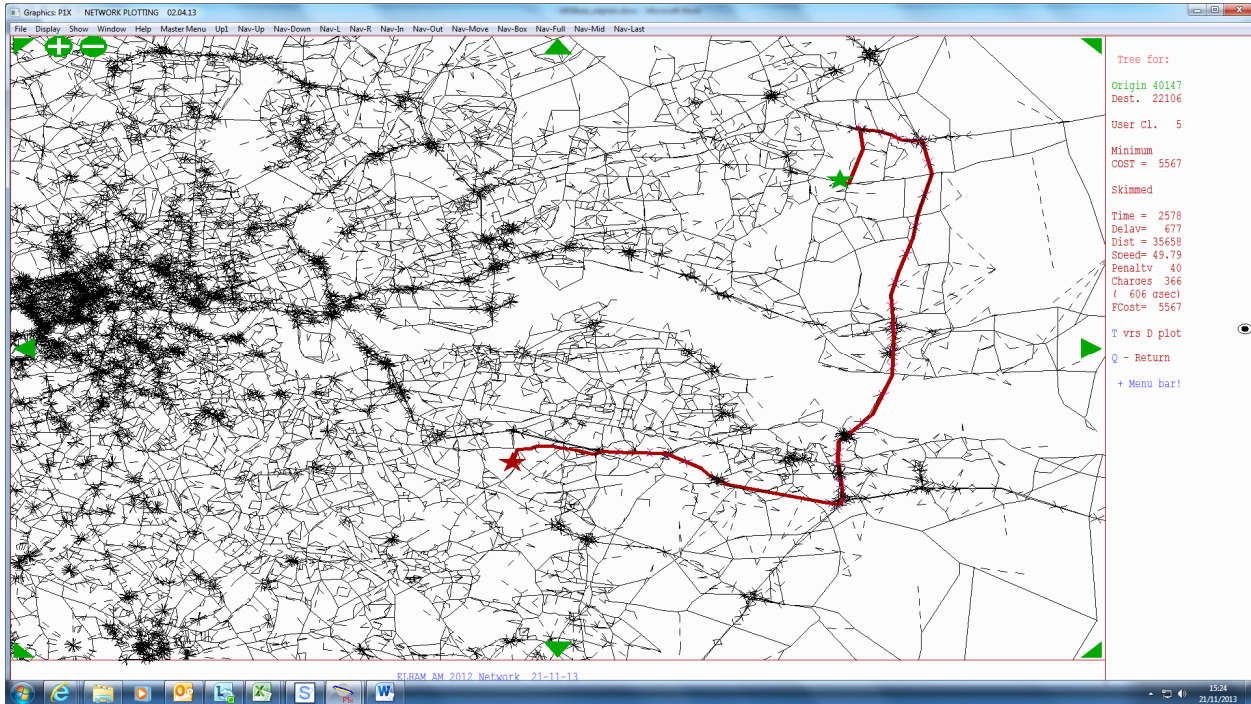 Graphics: P1X NETWORK PLOTTING 02.04.13
File Display Show Window Help Master Menu Up1 Nav-Up Nav-Down Nav-L Nav-R Nav-In Nav-Out Nav-Move Nav-Box Nav-Full Nav-Mid Nav-Last
Tree for:
Origin 40147
Dest. 22106
User Cl. 5
Minimum
COST = 5567
Skimmed
Time = 2578
Delay= 677
Dist = 35658
Speed= 49.79
Penalty 40
Charges 366
( 606 gsec)
FCost= 5567
T vrs D plot
Q - Return
+ Menu bar!
ELHAM AM 2012 Network 21-11-13
15:24
21/11/2013